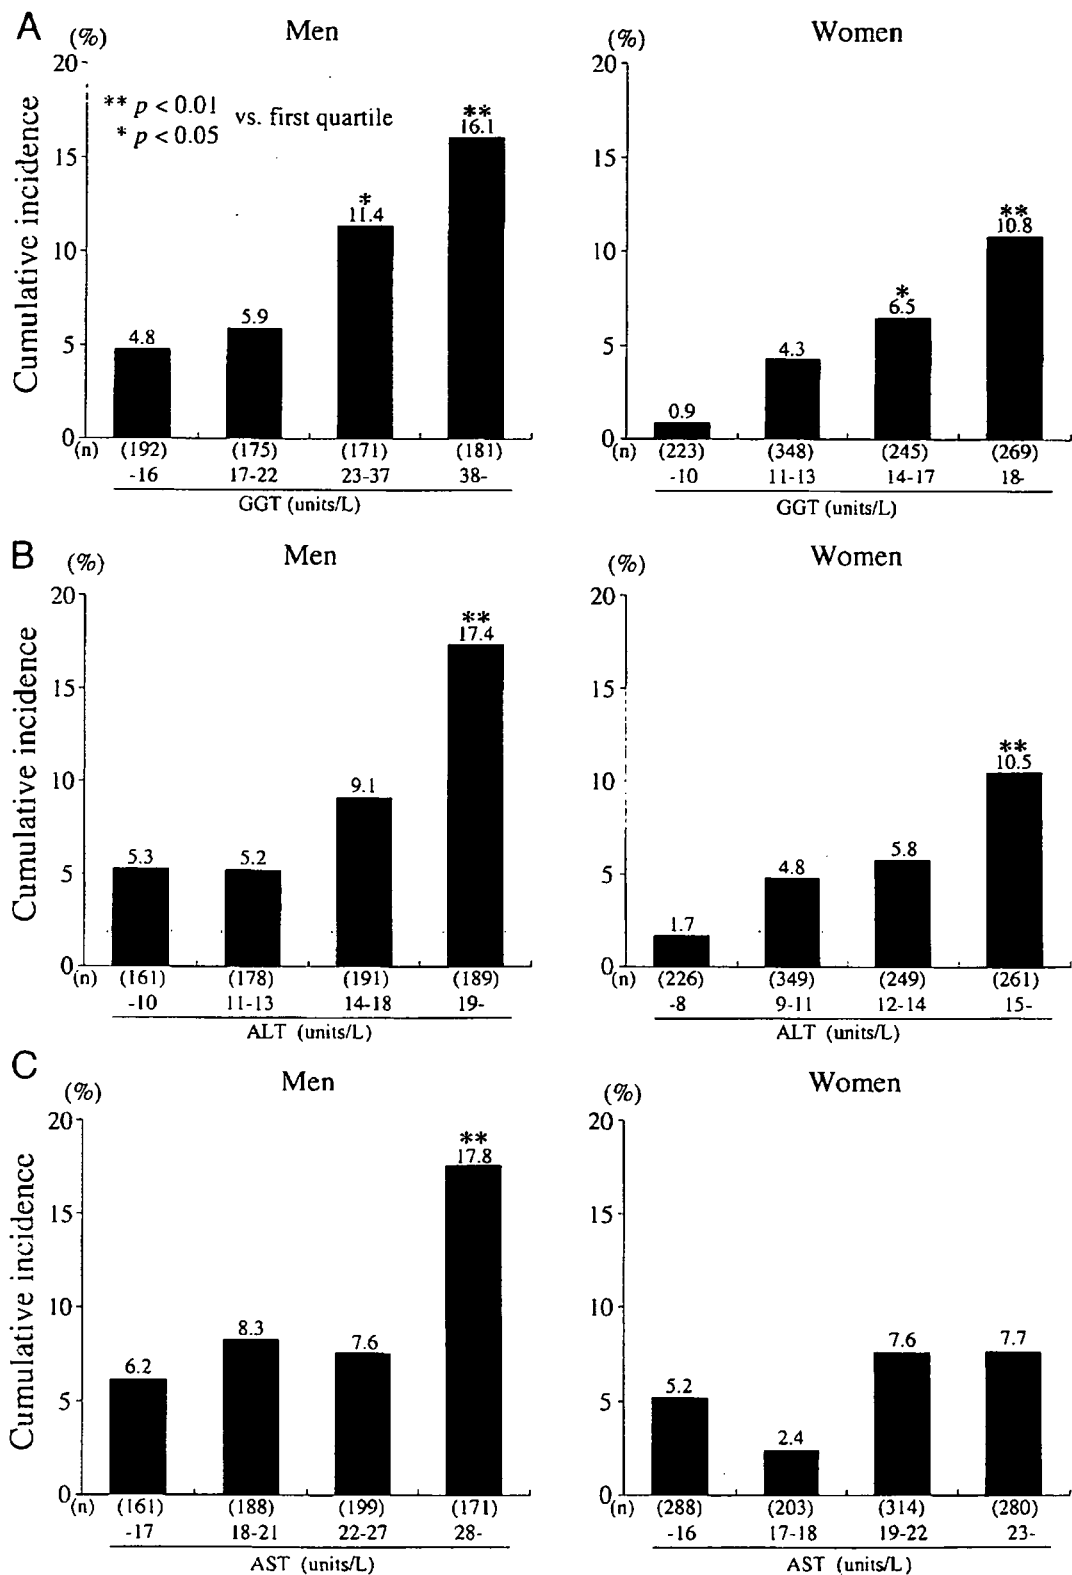 A
(%)
Men
20
15
10
5
0
Cumulative incidence
** p < 0.01
* p < 0.05
vs. first quartile
4.8
5.9
*
11.4
**
16.1
(n) (192) (175) (171) (181)
-16 17-22 23-37 38-
GGT (units/L)
(%)
Women
20
15
10
5
0
0.9
4.3
*
6.5
**
10.8
(n) (223) (348) (245) (269)
-10 11-13 14-17 18-
GGT (units/L)
B
(%)
Men
20
15
10
5
0
Cumulative incidence
5.3
5.2
9.1
**
17.4
(n) (161) (178) (191) (189)
-10 11-13 14-18 19-
ALT (units/L)
(%)
Women
20
15
10
5
0
1.7
4.8
5.8
**
10.5
(n) (226) (349) (249) (261)
-8 9-11 12-14 15-
ALT (units/L)
C
(%)
Men
20
15
10
5
0
Cumulative incidence
6.2
8.3
7.6
**
17.8
(n) (161) (188) (199) (171)
-17 18-21 22-27 28-
AST (units/L)
(%)
Women
20
15
10
5
0
5.2
2.4
7.6
7.7
(n) (288) (203) (314) (280)
-16 17-18 19-22 23-
AST (units/L)